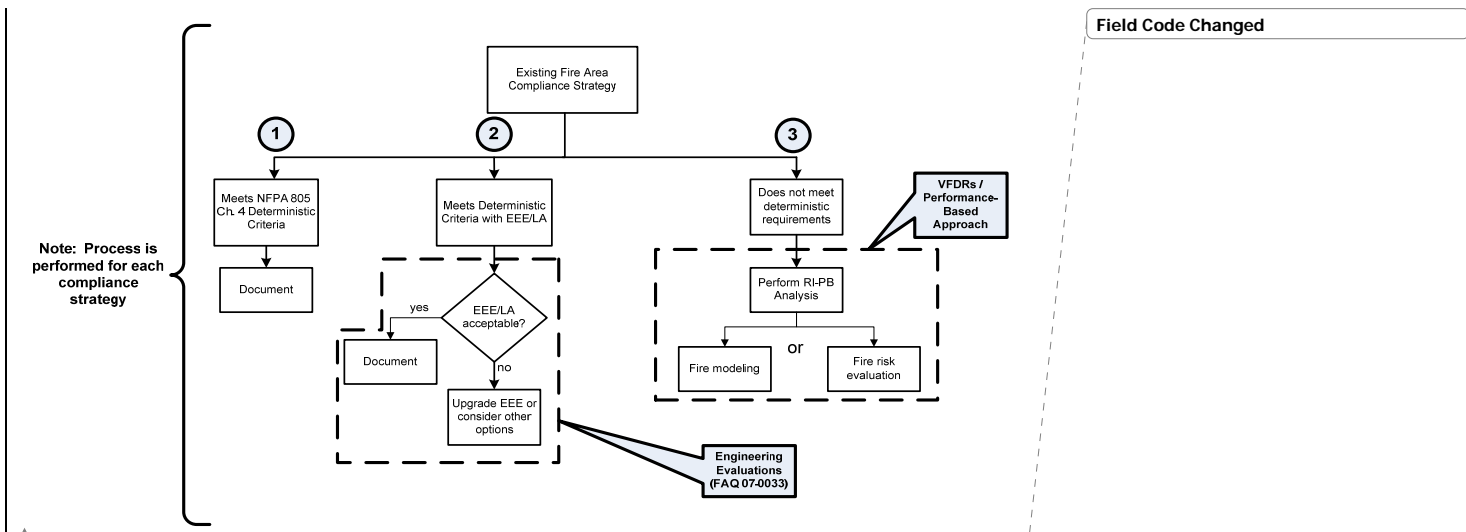 Field Code Changed
Existing Fire Area
Compliance Strategy
1
2
3
Meets NFPA 805
Ch. 4 Deterministic
Criteria
Meets Deterministic
Criteria with EEE/LA
Does not meet
deterministic
requirements
VFDRs /
Performance-
Based
Approach
Note: Process is
performed for each
compliance
strategy
Document
yes
EEE/LA
acceptable?
no
Document
Upgrade EEE or
consider other
options
Perform RI-PB
Analysis
or
Fire modeling
Fire risk
evaluation
Engineering
Evaluations
(FAQ 07-0033)